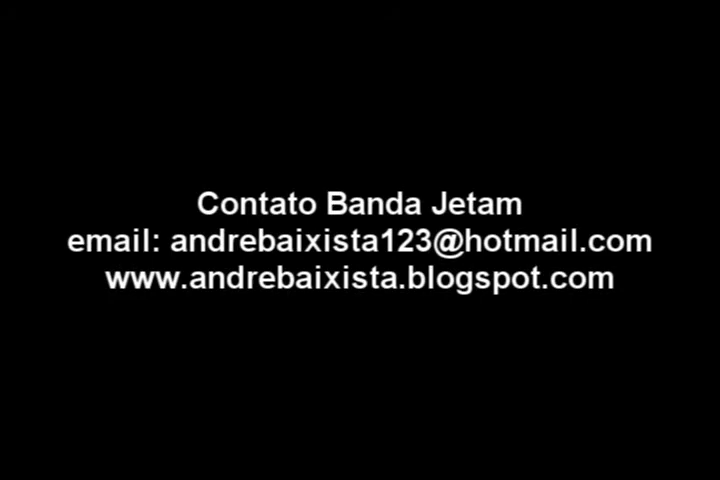 Contato Banda Jetam
email: andrebaixista123@hotmail.com
www.andrebaixista.blogspot.com